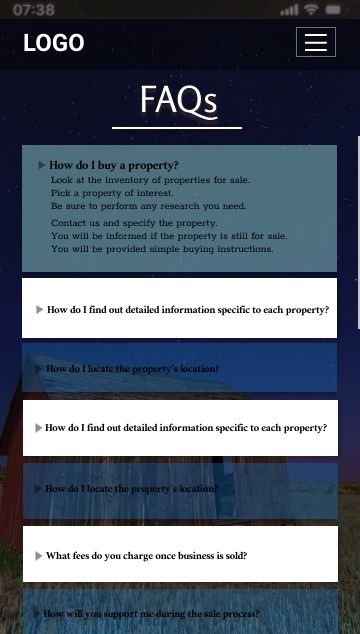 07:38
LOGO
FAQs
How do I buy a property?
Look at the inventory of properties for sale.
Pick a property of interest.
Be sure to perform any research you need.
Contact us and specify the property.
You will be informed if the property is still for sale.
You will be provided simple buying instructions.
How do I find out detailed information specific to each property?
How do I locate the property's location?
How do I find out detailed information specific to each property?
How do I locate the property's location?
What fees do you charge once business is sold?
How will you support me during the sale process?